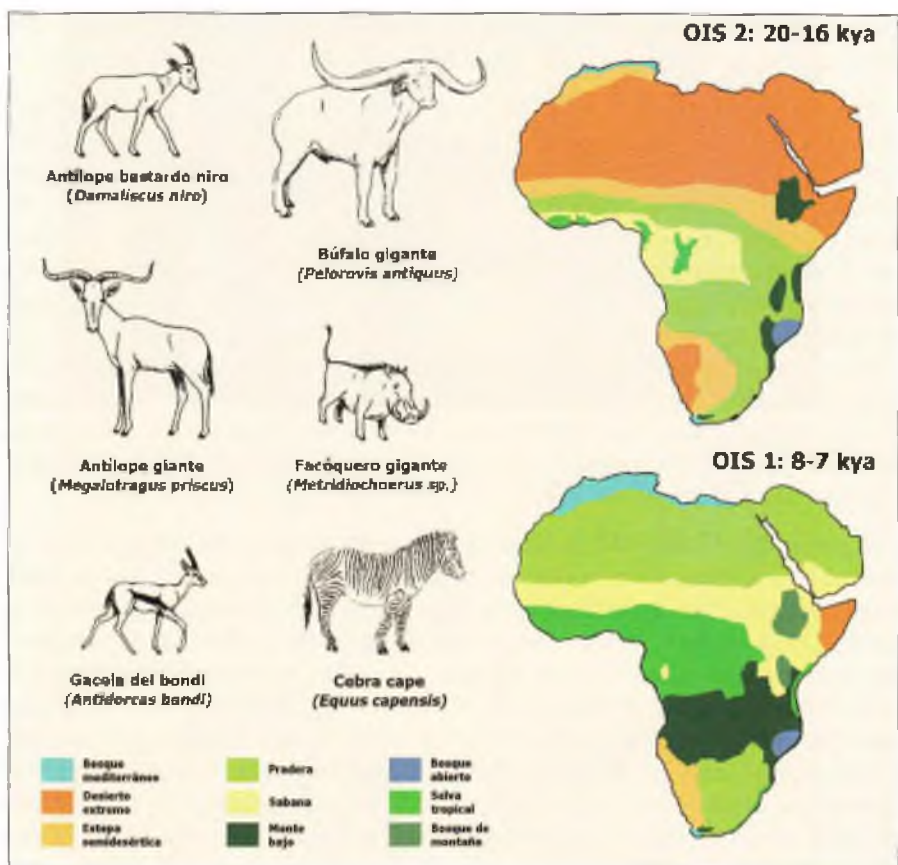 OIS 2: 20-16 kya
Antílope bastardo niro
(Damaliscus niro)
Búfalo gigante
(Pelorovis antiquus)
Antílope giante
(Megalotragus priscus)
Facóquero gigante
(Metridiochoerus sp.)
OIS 1: 8-7 kya
Gacela del bondi
(Antidorcas bondi)
Cebra cape
(Equus capensis)
Bosque
mediterráneo
Desierto
extremo
Estepa
semidesértica
Pradera
Sabana
Monte
bajo
Bosque
abierto
Selva
tropical
Bosque de
montaña